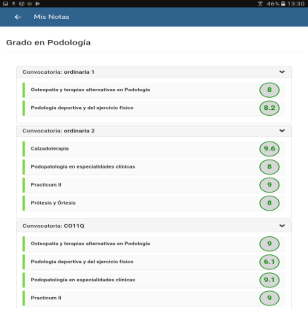 46% 13:30
← Mis Notas
Grado en Podología
Convocatoria: ordinaria 1
Osteopatía y terapias alternativas en Podología 8
Podología deportiva y del ejercicio físico 8.2
Convocatoria: ordinaria 2
Calzadoterapia 9.6
Podopatología en especialidades clínicas 8
Practicum II 9
Prótesis y Órtesis 8
Convocatoria: CO11Q
Osteopatía y terapias alternativas en Podología 9
Podología deportiva y del ejercicio físico 6.1
Podopatología en especialidades clínicas 9.1
Practicum II 9